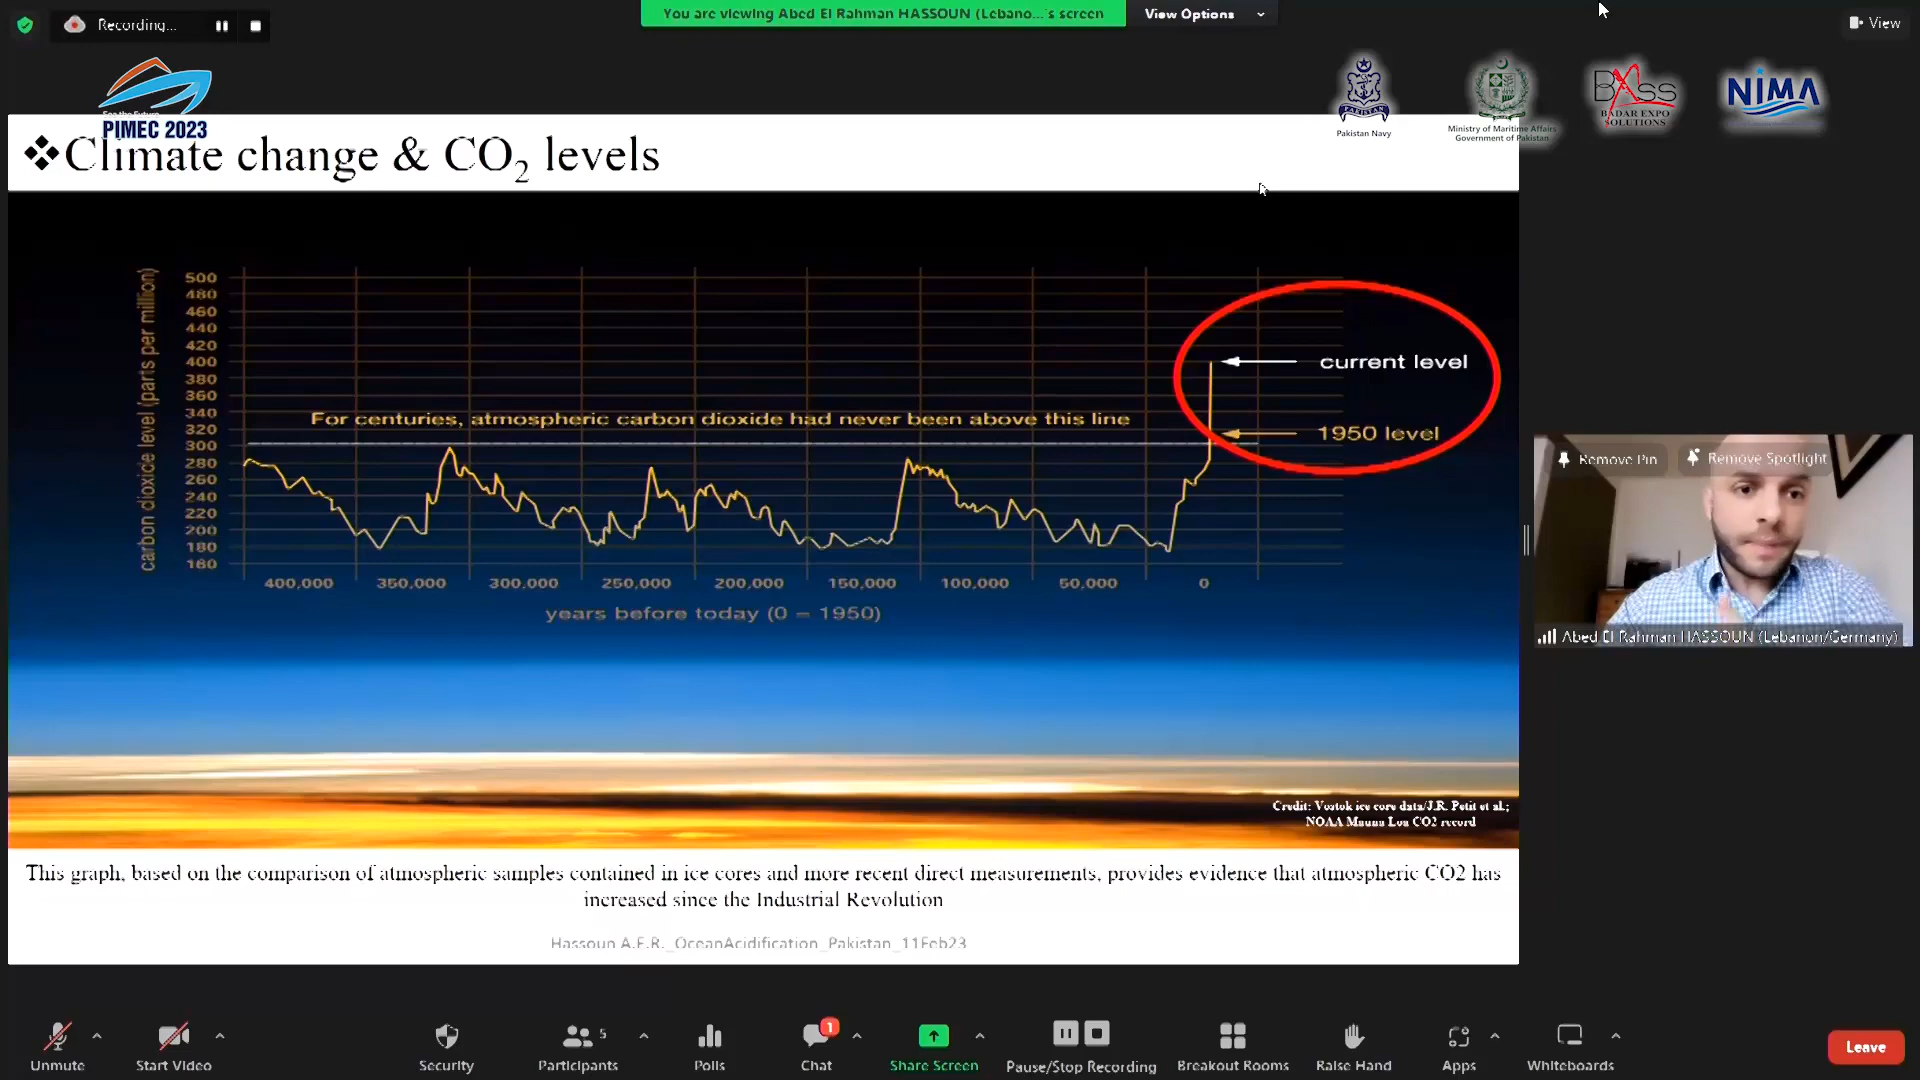 Recording...
You are viewing Abed El Rahman HASSOUN (Lebano...'s screen
View Options
View
For the Future
PIMEC 2023
PAKISTAN
Pakistan Navy
Ministry of Maritime Affairs
Government of Pakistan
BXSS
BADAR EXPO
SOLUTIONS
NIMA
❖Climate change & CO2 levels
carbon dioxide level (parts per million)
500
480
460
440
420
400
380
360
340
320
300
280
260
240
220
200
180
160
current level
For centuries, atmospheric carbon dioxide had never been above this line
1950 level
400,000 350,000 300,000 250,000 200,000 150,000 100,000 50,000 0
years before today (0 = 1950)
Credit: Vostok ice core data/J.R. Petit et al.;
NOAA Mauna Loa CO2 record
This graph, based on the comparison of atmospheric samples contained in ice cores and more recent direct measurements, provides evidence that atmospheric CO2 has
increased since the Industrial Revolution
Hassoun A.E.R._OceanAcidification_Pakistan_11Feb23
Remove Pin
Remove Spotlight
Abed El Rahman HASSOUN (Lebanon/Germany)
Unmute
Start Video
Security
Participants
5
Polls
Chat
1
Share Screen
Pause/Stop Recording
Breakout Rooms
Raise Hand
Apps
Whiteboards
Leave